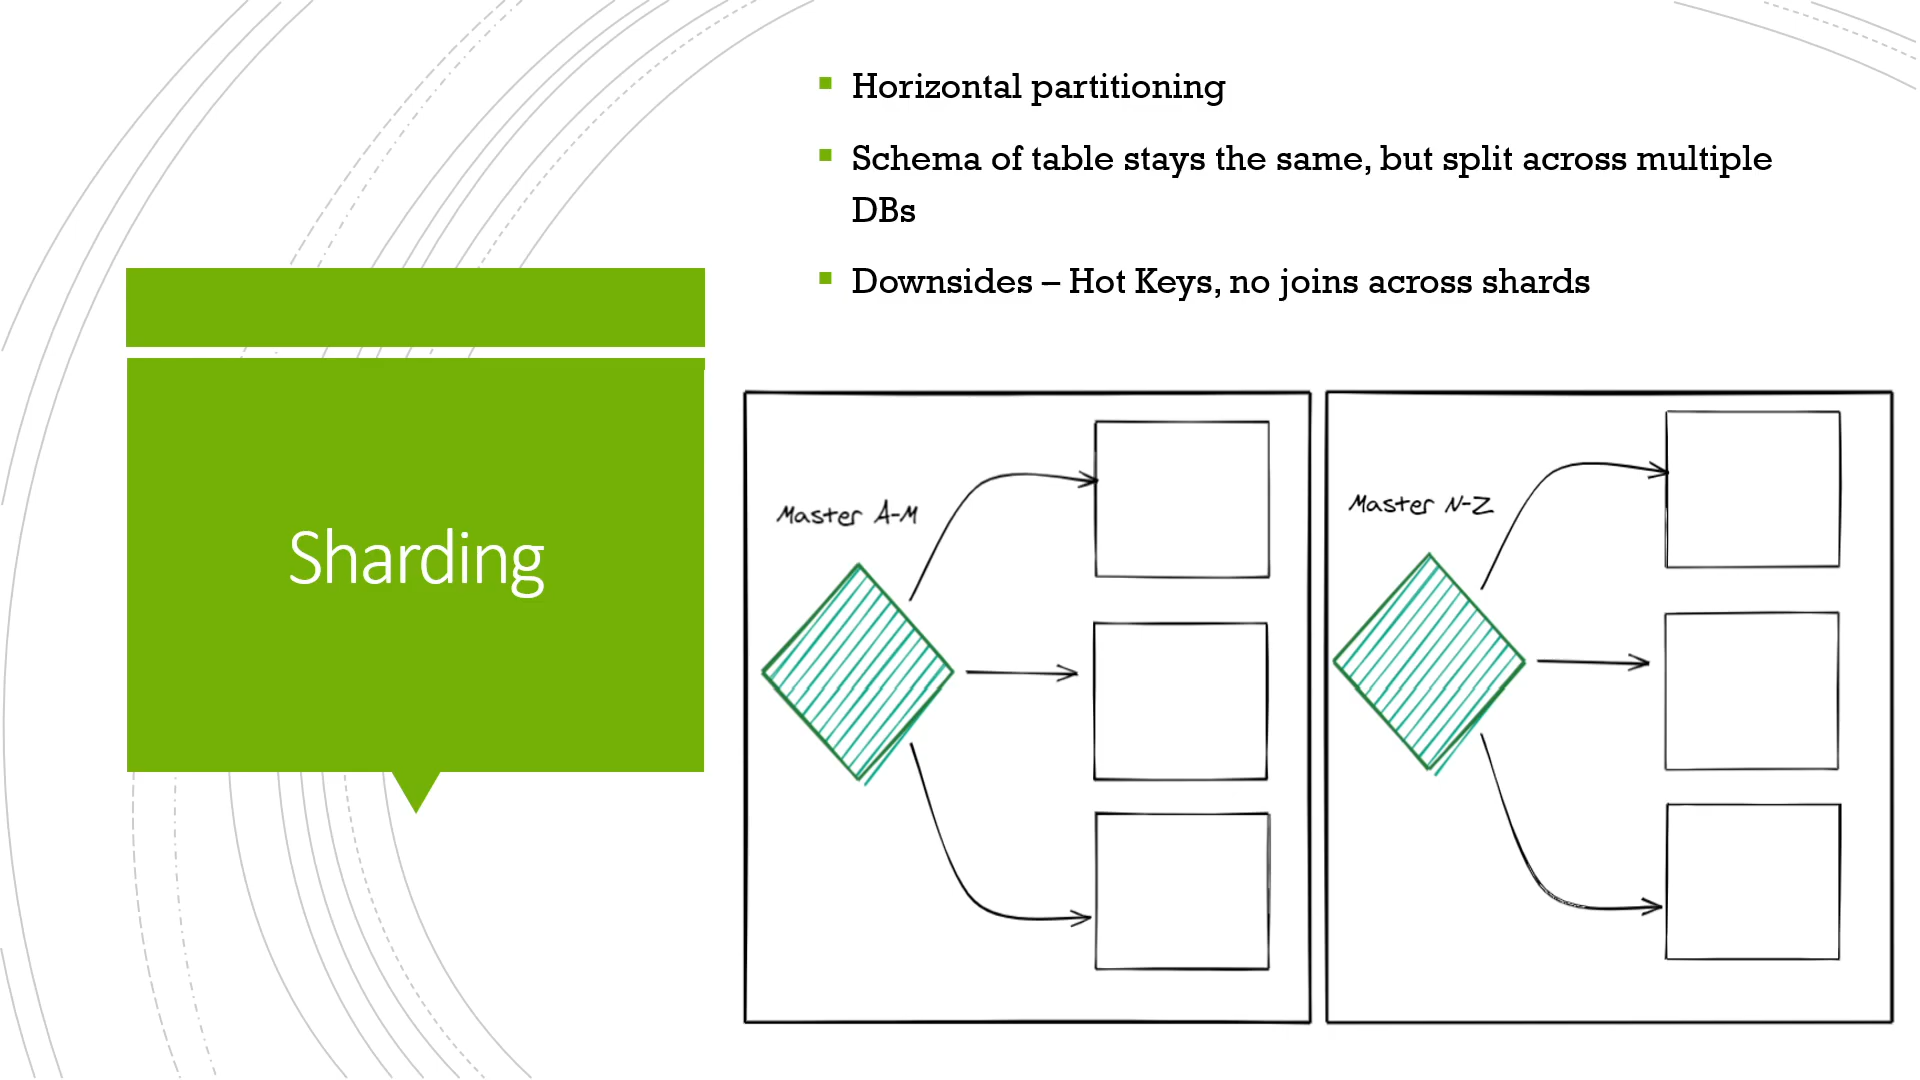 Sharding
Horizontal partitioning
Schema of table stays the same, but split across multiple
DBs
Downsides – Hot Keys, no joins across shards
Master A-M
Master N-Z